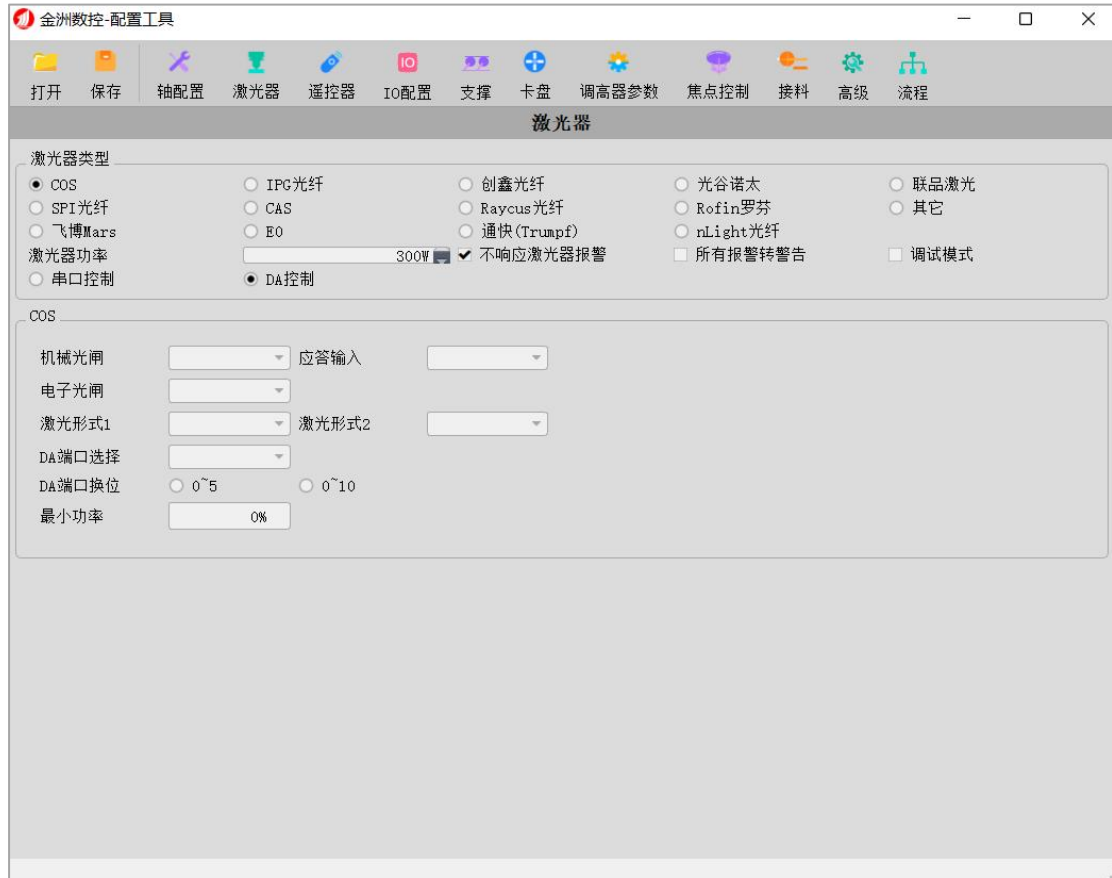 金洲数控-配置工具
打开 保存 轴配置 激光器 遥控器 IO配置 支撑 卡盘 调高器参数 焦点控制 接料 高级 流程
激光器
激光器类型
COS IPG光纤 创鑫光纤 光谷诺太 联品激光
SPI光纤 CAS Raycus光纤 Rofin罗芬 其它
飞博Mars EO 通快(Trumpf) nLight光纤
激光器功率 300W 不响应激光器报警 所有报警转警告 调试模式
串口控制 DA控制
COS
机械光闸 应答输入
电子光闸
激光形式1 激光形式2
DA端口选择
DA端口换位 0~5 0~10
最小功率 0%